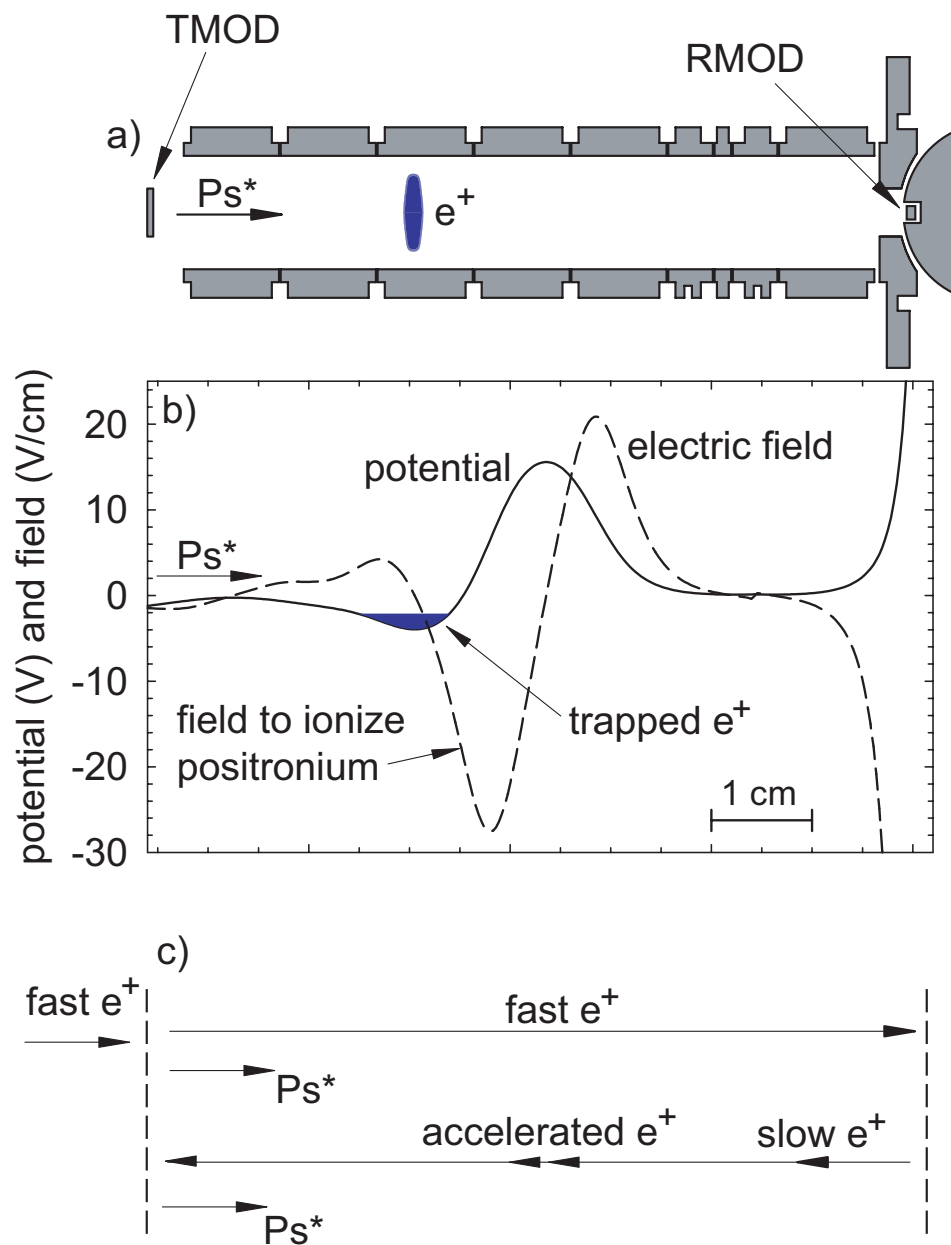 TMOD
RMOD
a)
Ps*
e+
b)
potential (V) and field (V/cm)
20
10
0
-10
-20
-30
potential
electric field
Ps*
trapped e+
field to ionize
positronium
1 cm
c)
fast e+
fast e+
Ps*
accelerated e+
slow e+
Ps*